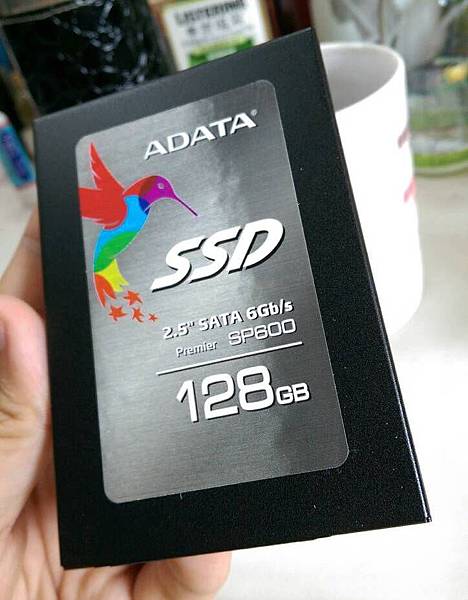 ADATA®
SSD
2.5" SATA 6Gb/s
Premier SP600
128GB